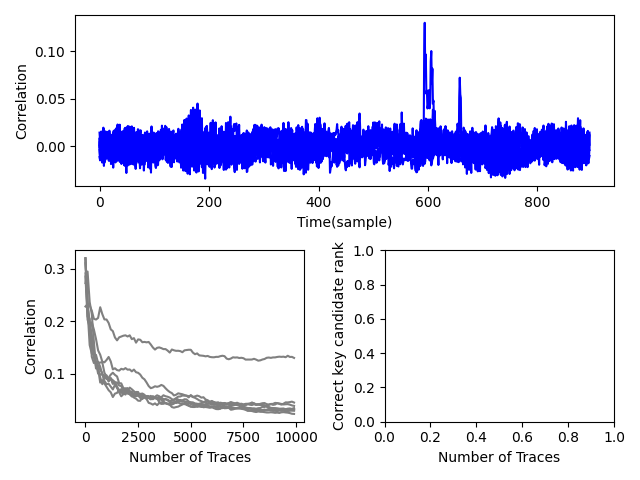 0.10
0.05
0.00
Correlation
0 200 400 600 800
Time(sample)
0.3
0.2
0.1
Correlation
0 2500 5000 7500 10000
Number of Traces
1.0
0.8
0.6
0.4
0.2
0.0
Correct key candidate rank
0.0 0.2 0.4 0.6 0.8 1.0
Number of Traces